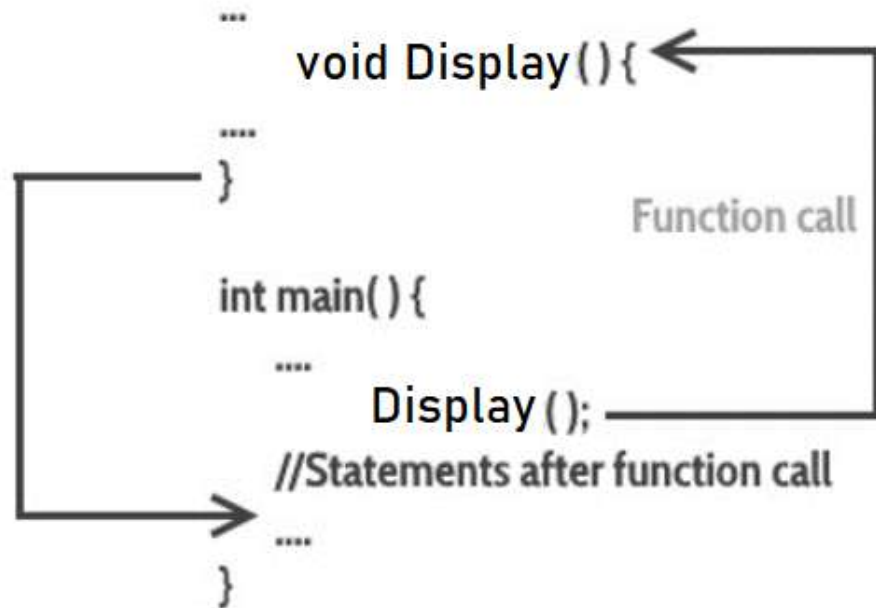 ...
void Display() {
....
}
Function call
int main( ) {
....
Display ();
//Statements after function call
....
}